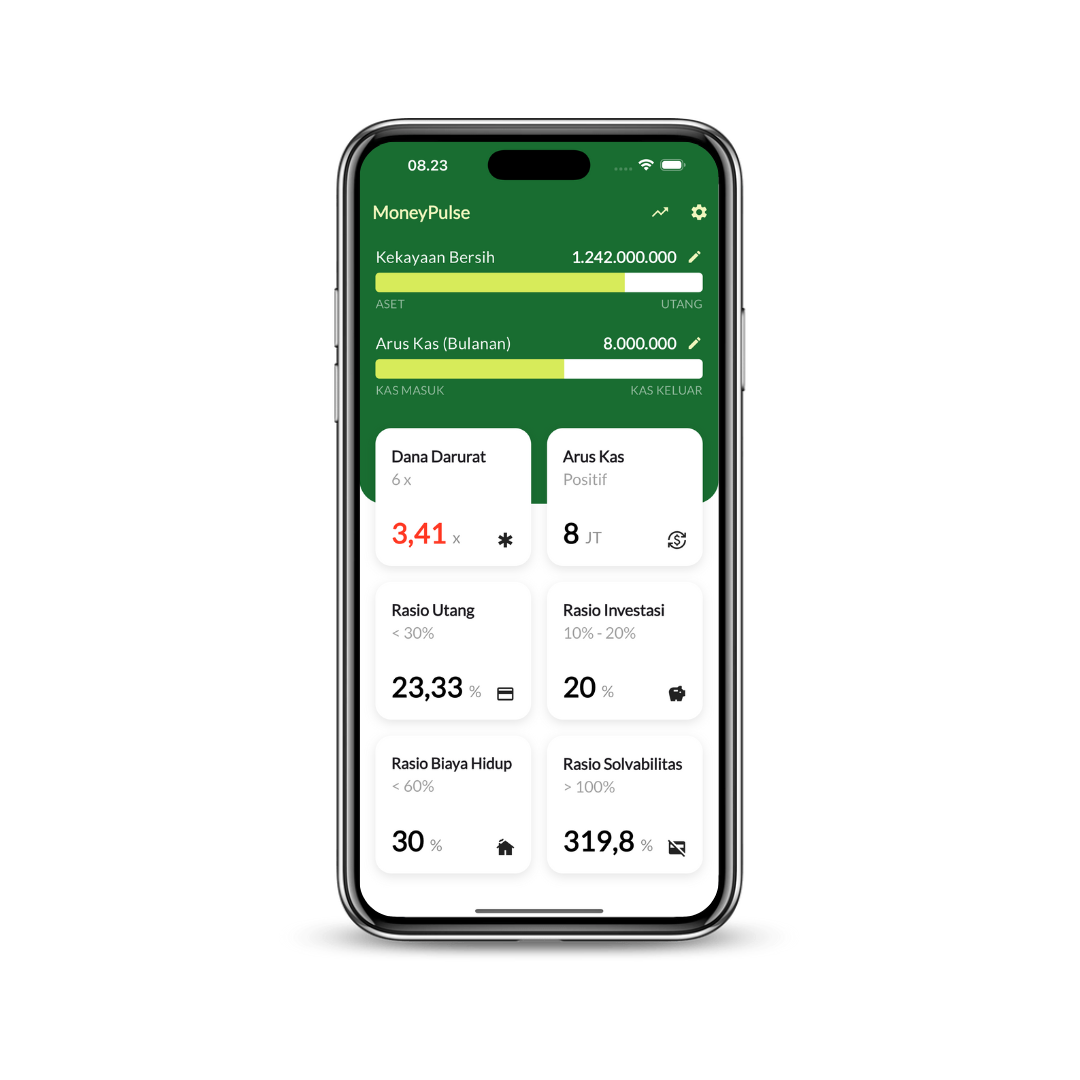 08.23
MoneyPulse
Kekayaan Bersih 1.242.000.000
ASET UTANG
Arus Kas (Bulanan) 8.000.000
KAS MASUK KAS KELUAR
Dana Darurat
6 x
3,41 x
Arus Kas
Positif
8 JT
Rasio Utang
< 30%
23,33 %
Rasio Investasi
10% - 20%
20 %
Rasio Biaya Hidup
< 60%
30 %
Rasio Solvabilitas
> 100%
319,8 %